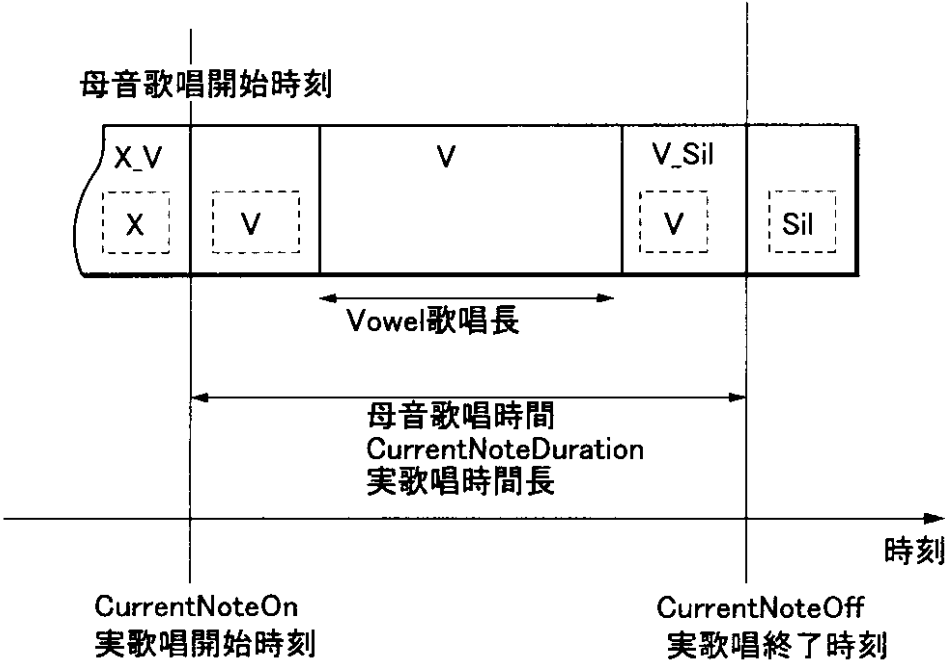 母音歌唱開始時刻
X_V
V
V_Sil
X
V
V
Sil
Vowel歌唱長
母音歌唱時間
CurrentNoteDuration
実歌唱時間長
時刻
CurrentNoteOn
実歌唱開始時刻
CurrentNoteOff
実歌唱終了時刻